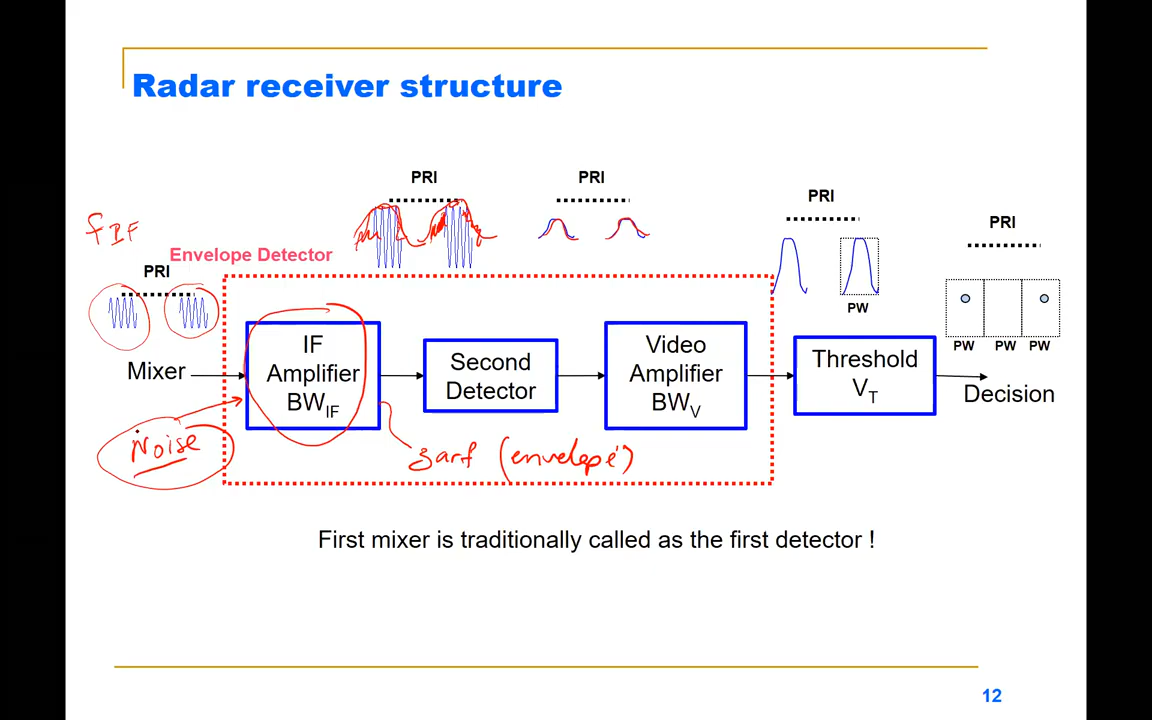 Radar receiver structure
PRI
PRI
PRI
PRI
f IF
Envelope Detector
PRI
PW
PW PW PW
Mixer
IF
Amplifier
BWIF
Second
Detector
Video
Amplifier
BWV
Threshold
VT
Decision
Noise
zarf (envelope)
First mixer is traditionally called as the first detector !
12